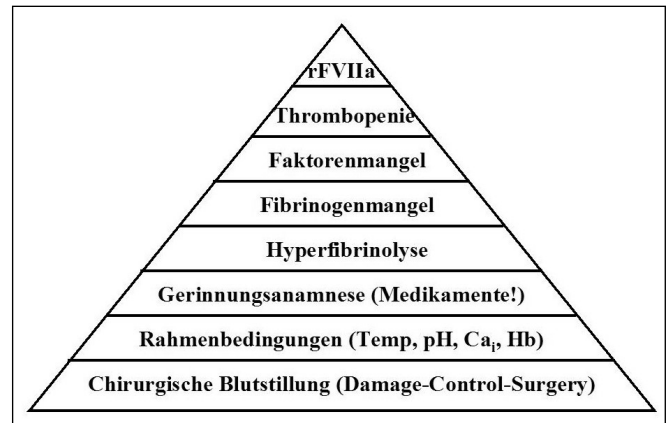 rFVIIa
Thrombopenie
Faktorenmangel
Fibrinogenmangel
Hyperfibrinolyse
Gerinnungsanamnese (Medikamente!)
Rahmenbedingungen (Temp, pH, Caᵢ, Hb)
Chirurgische Blutstillung (Damage-Control-Surgery)